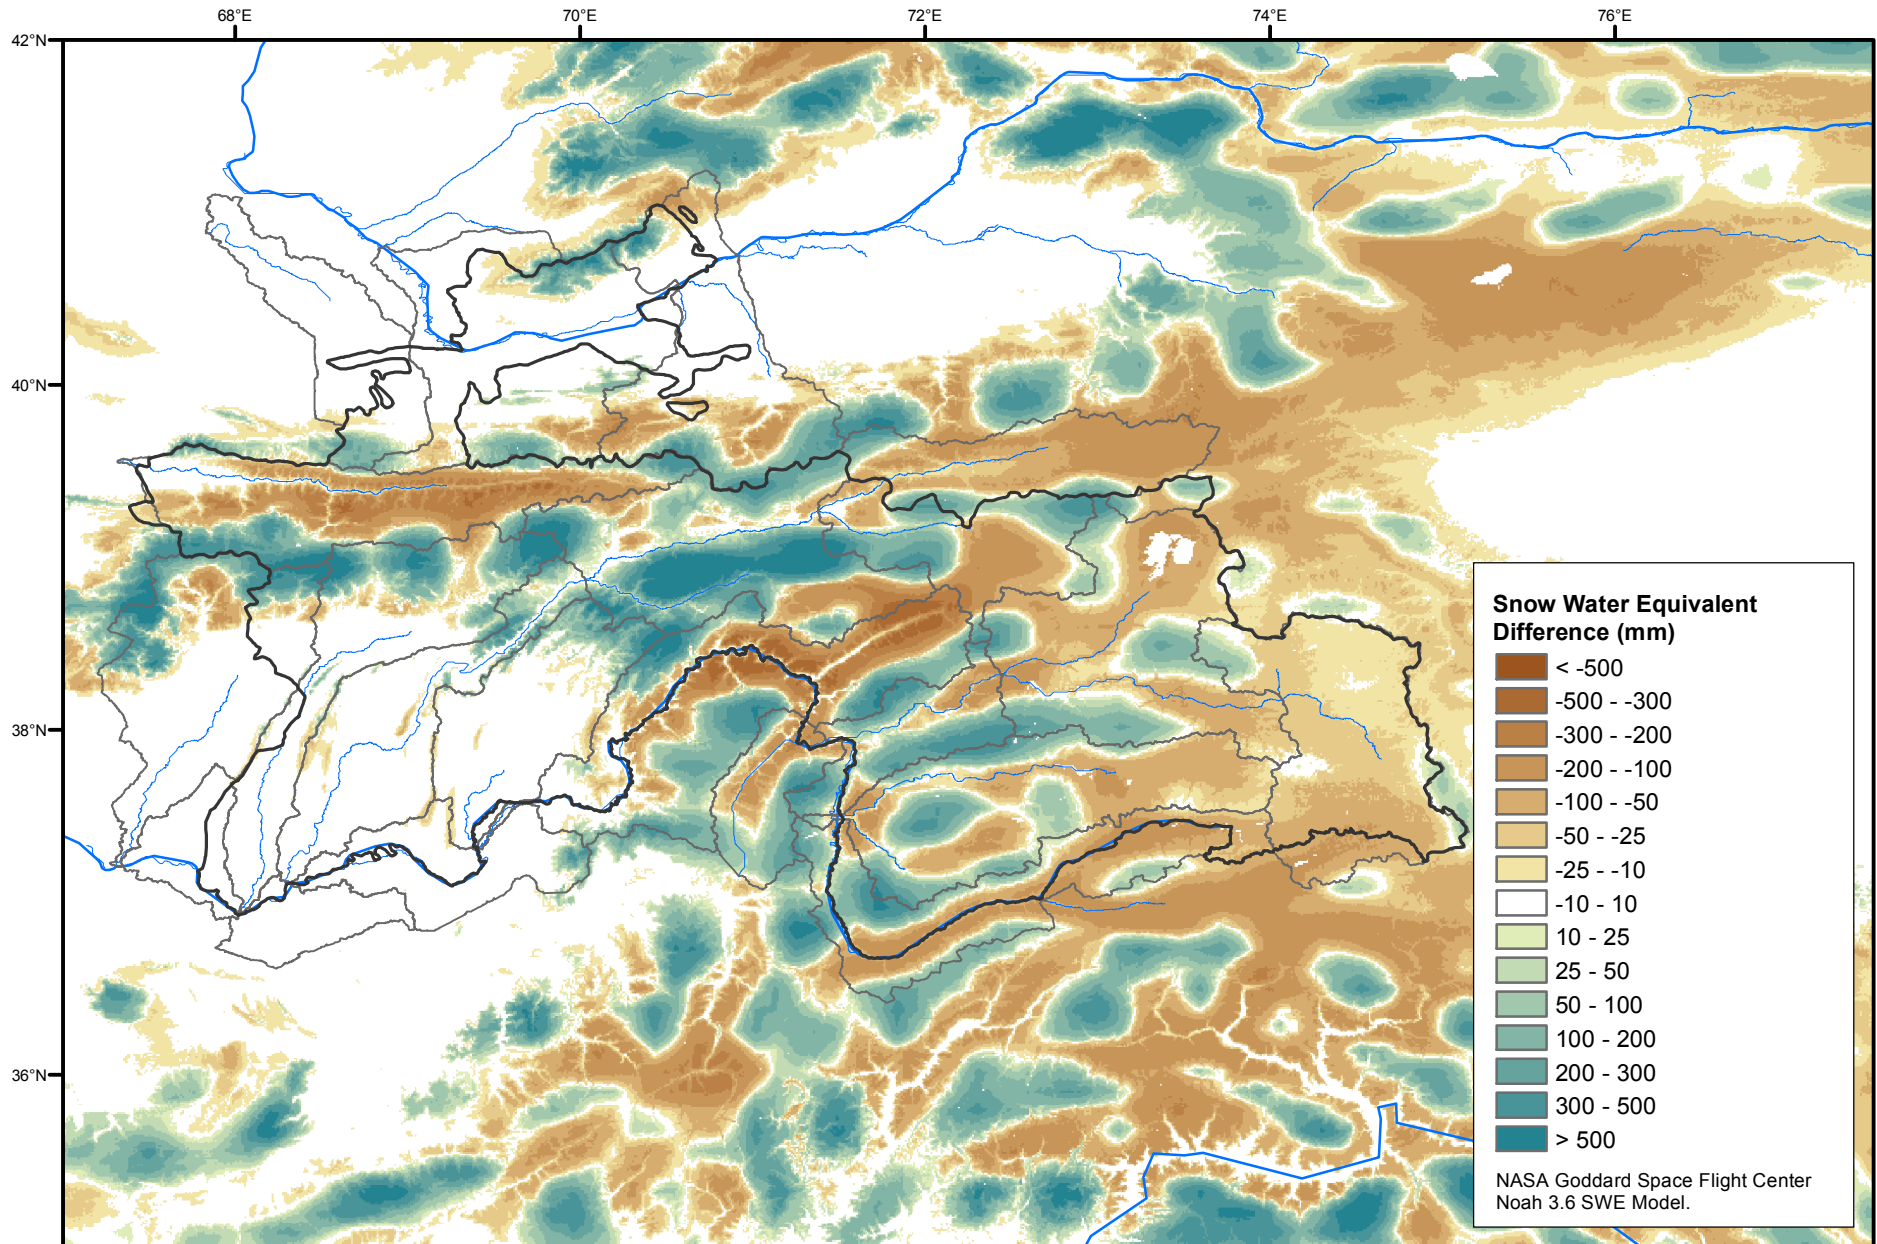 68°E
70°E
72°E
74°E
76°E
42°N
40°N
38°N
36°N
Snow Water Equivalent
Difference (mm)
< -500
-500 - -300
-300 - -200
-200 - -100
-100 - -50
-50 - -25
-25 - -10
-10 - 10
10 - 25
25 - 50
50 - 100
100 - 200
200 - 300
300 - 500
> 500
NASA Goddard Space Flight Center
Noah 3.6 SWE Model.